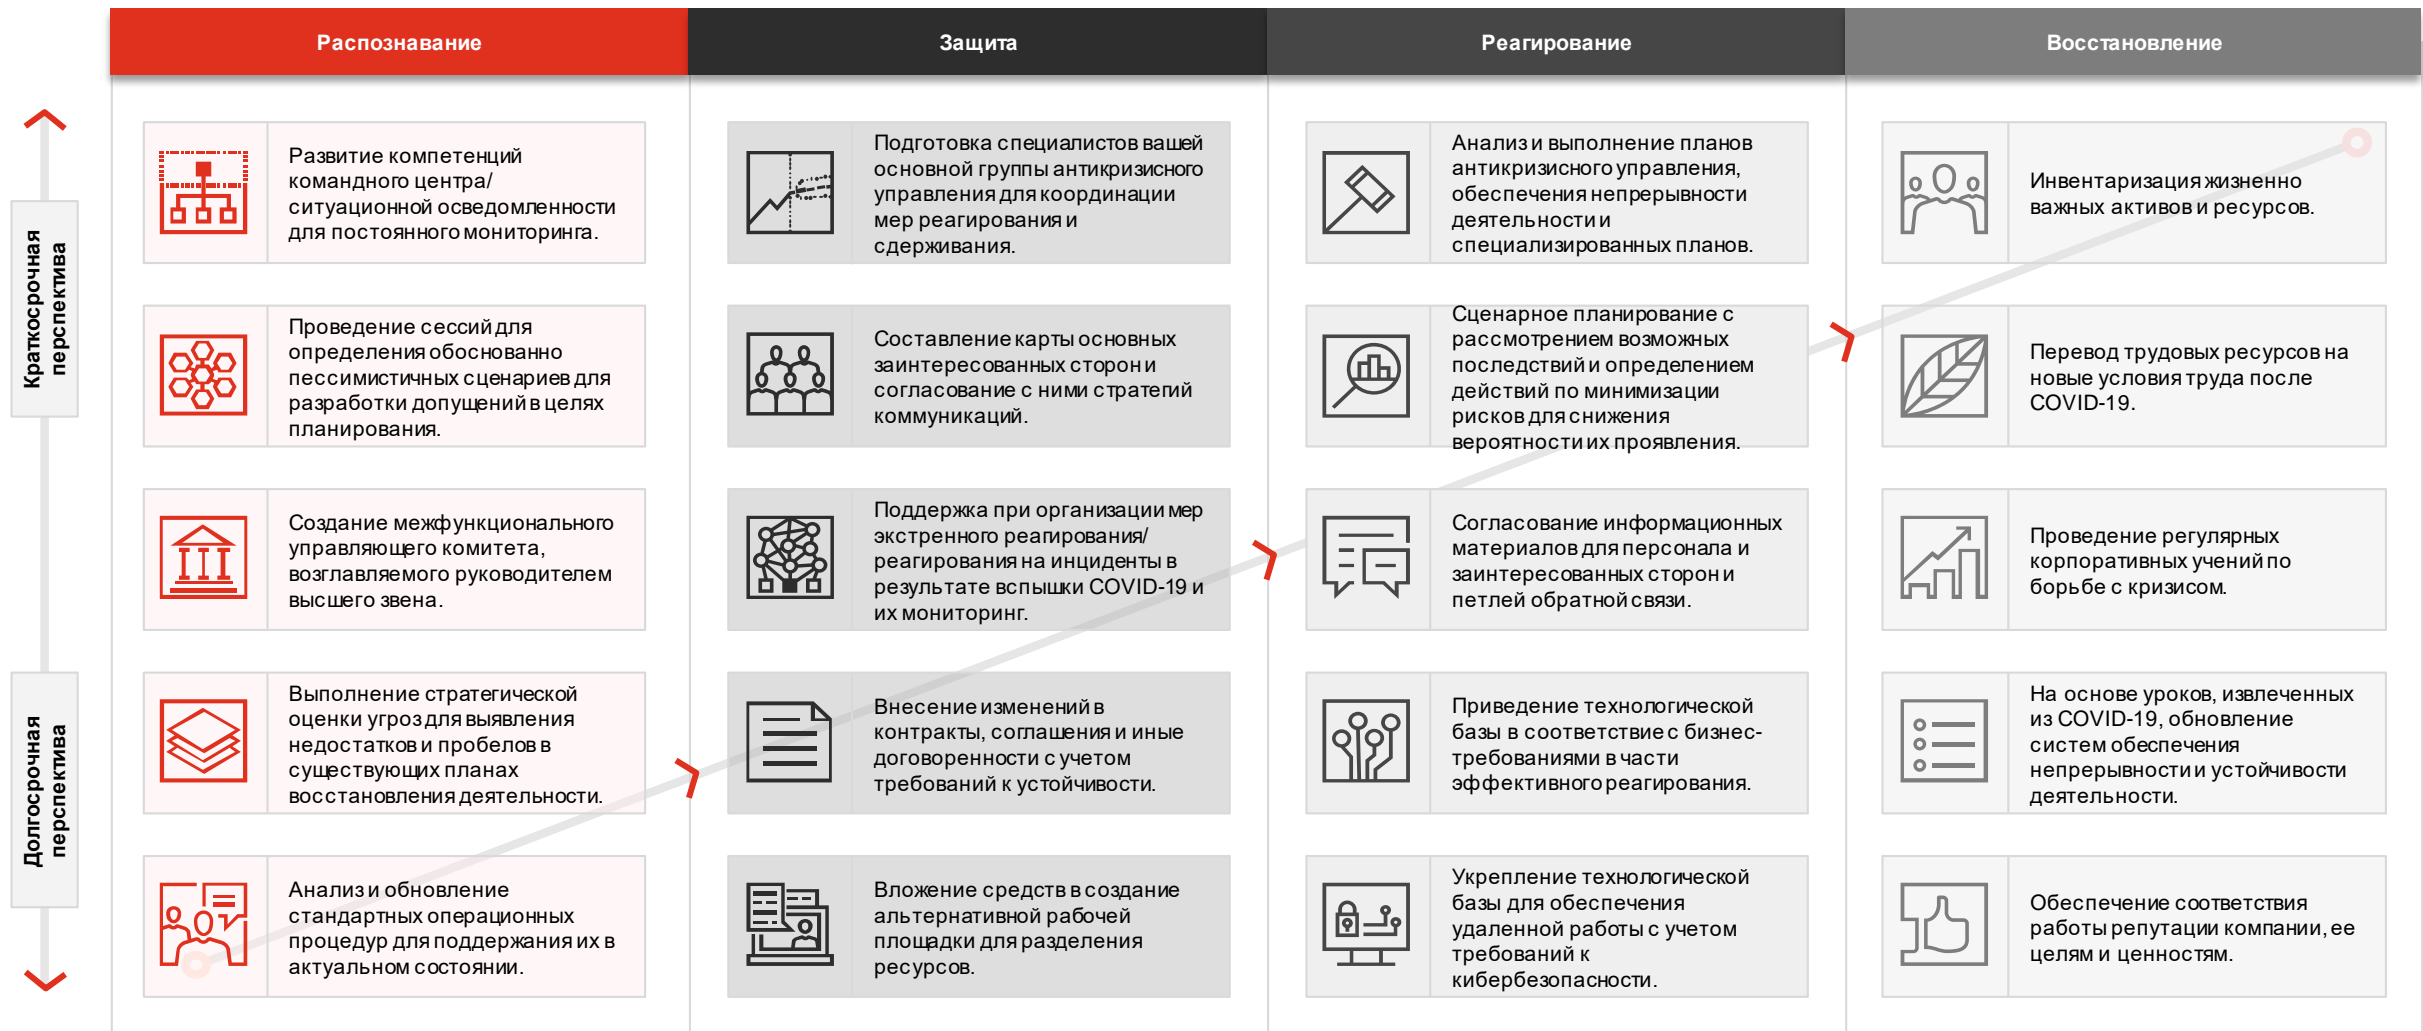 Распознавание
Защита
Реагирование
Восстановление
Краткосрочная
перспектива
Долгосрочная
перспектива
Развитие компетенций
командного центра/
ситуационной осведомленности
для постоянного мониторинга.
Проведение сессий для
определения обоснованно
пессимистичных сценариев для
разработки допущений в целях
планирования.
Создание межфункционального
управляющего комитета,
возглавляемого руководителем
высшего звена.
Выполнение стратегической
оценки угроз для выявления
недостатков и пробелов в
существующих планах
восстановления деятельности.
Анализ и обновление
стандартных операционных
процедур для поддержания их в
актуальном состоянии.
Подготовка специалистов вашей
основной группы антикризисного
управления для координации
мер реагирования и
сдерживания.
Составление карты основных
заинтересованных сторон и
согласование с ними стратегий
коммуникаций.
Поддержка при организации мер
экстренного реагирования/
реагирования на инциденты в
результате вспышки COVID-19 и
их мониторинг.
Внесение изменений в
контракты, соглашения и иные
договоренности с учетом
требований к устойчивости.
Вложение средств в создание
альтернативной рабочей
площадки для разделения
ресурсов.
Анализ и выполнение планов
антикризисного управления,
обеспечения непрерывности
деятельности и
специализированных планов.
Сценарное планирование с
рассмотрением возможных
последствий и определением
действий по минимизации
рисков для снижения
вероятности их проявления.
Согласование информационных
материалов для персонала и
заинтересованных сторон и
петлей обратной связи.
Приведение технологической
базы в соответствие с бизнес-
требованиями в части
эффективного реагирования.
Укрепление технологической
базы для обеспечения
удаленной работы с учетом
требований к
кибербезопасности.
Инвентаризация жизненно
важных активов и ресурсов.
Перевод трудовых ресурсов на
новые условия труда после
COVID-19.
Проведение регулярных
корпоративных учений по
борьбе с кризисом.
На основе уроков, извлеченных
из COVID-19, обновление
систем обеспечения
непрерывности и устойчивости
деятельности.
Обеспечение соответствия
работы репутации компании, ее
целям и ценностям.